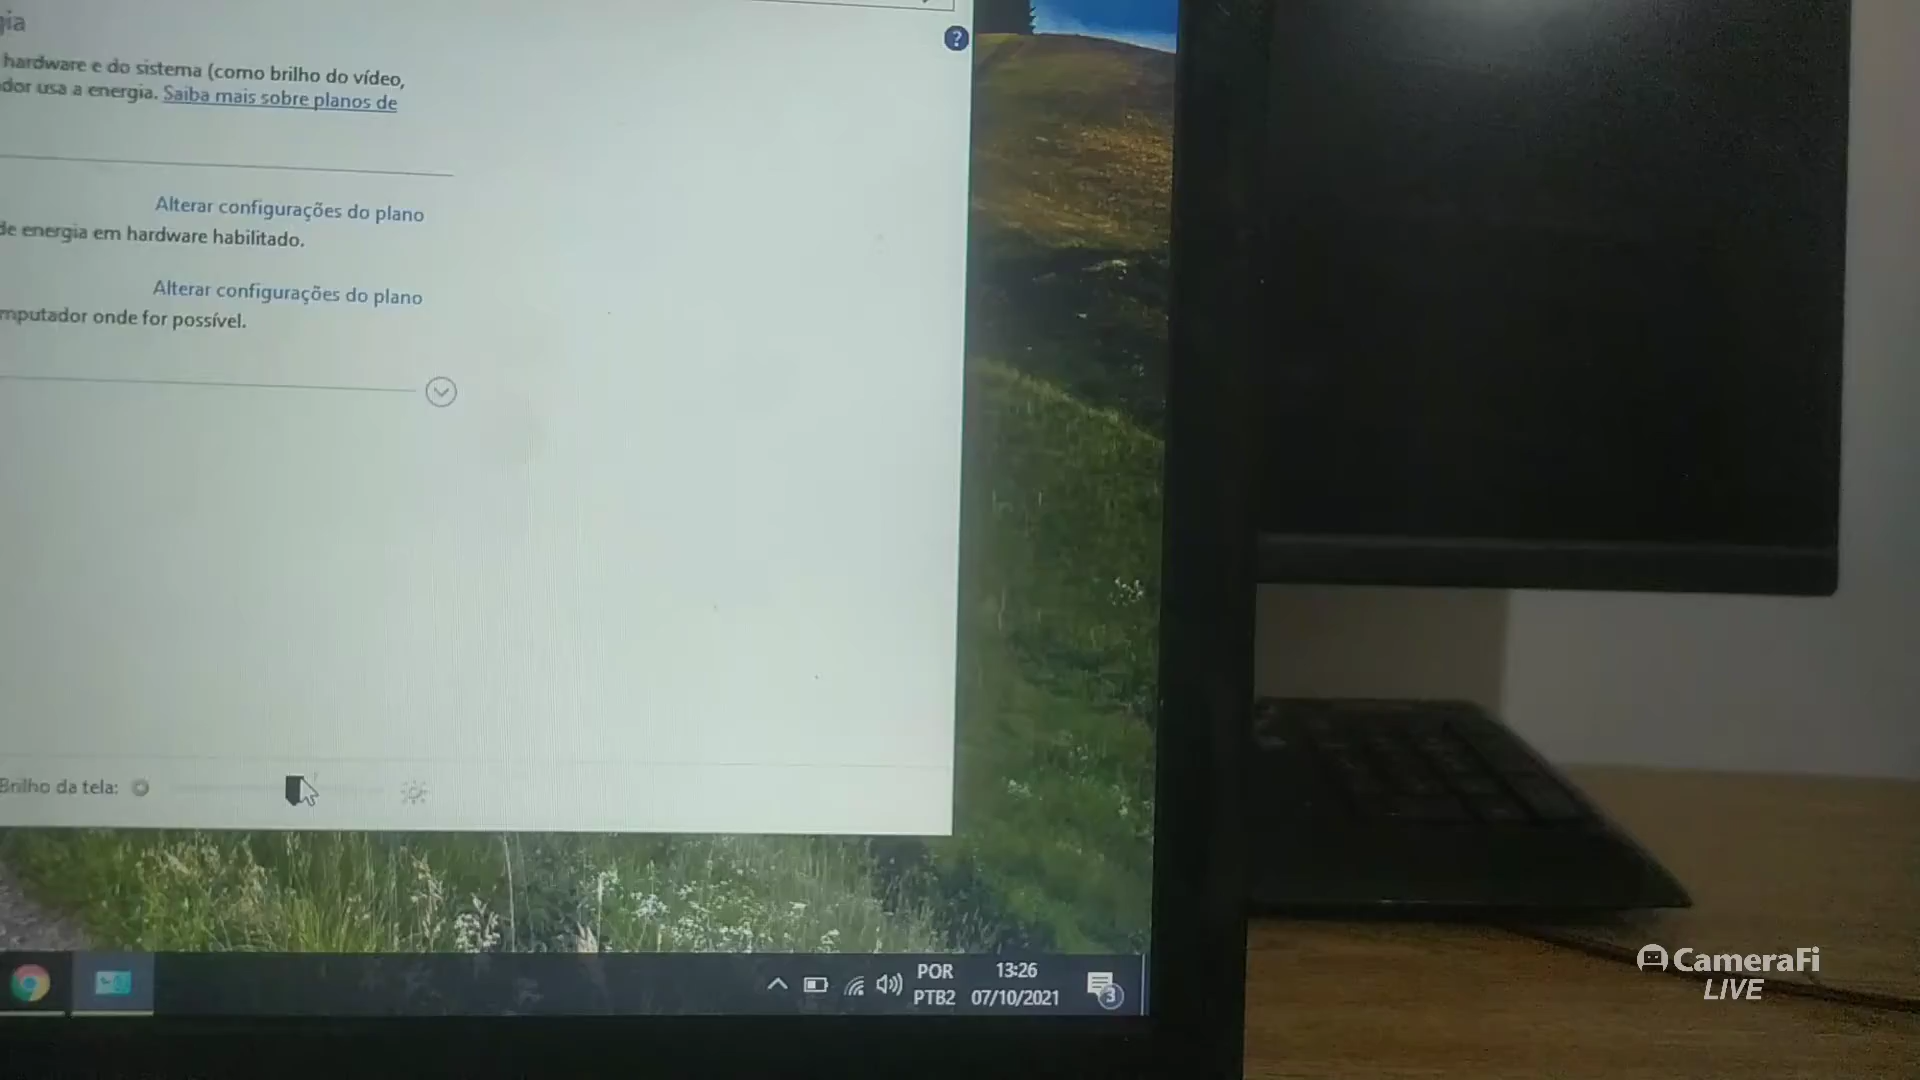 gia
?
hardware e do sistema (como brilho do vídeo,
dor usa a energia. Saiba mais sobre planos de
Alterar configurações do plano
de energia em hardware habilitado.
Alterar configurações do plano
mputador onde for possível.
Brilho da tela:
POR
PTB2
13:26
07/10/2021
3
CameraFi
LIVE